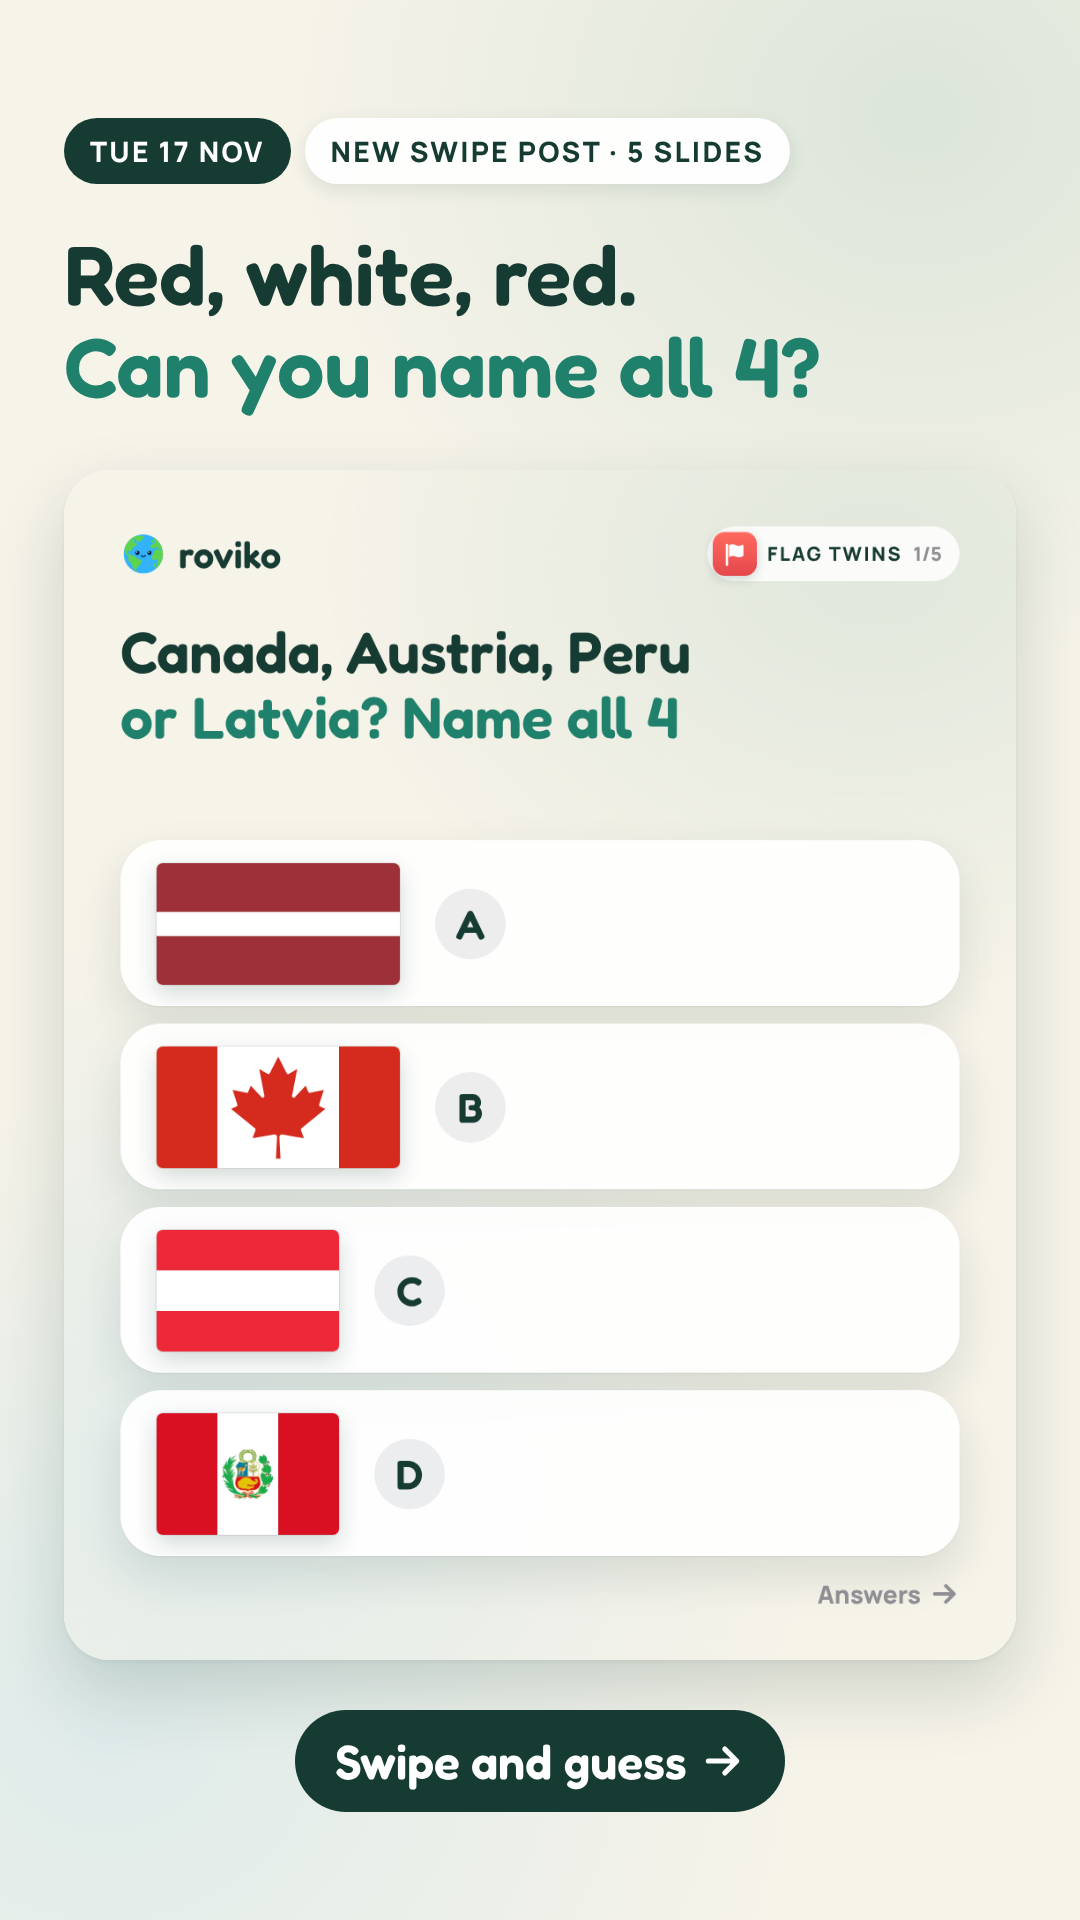 TUE 17 NOV
NEW SWIPE POST · 5 SLIDES
Red, white, red.
Can you name all 4?
roviko
FLAG TWINS 1/5
Canada, Austria, Peru
or Latvia? Name all 4
A
B
C
D
Answers →
Swipe and guess →